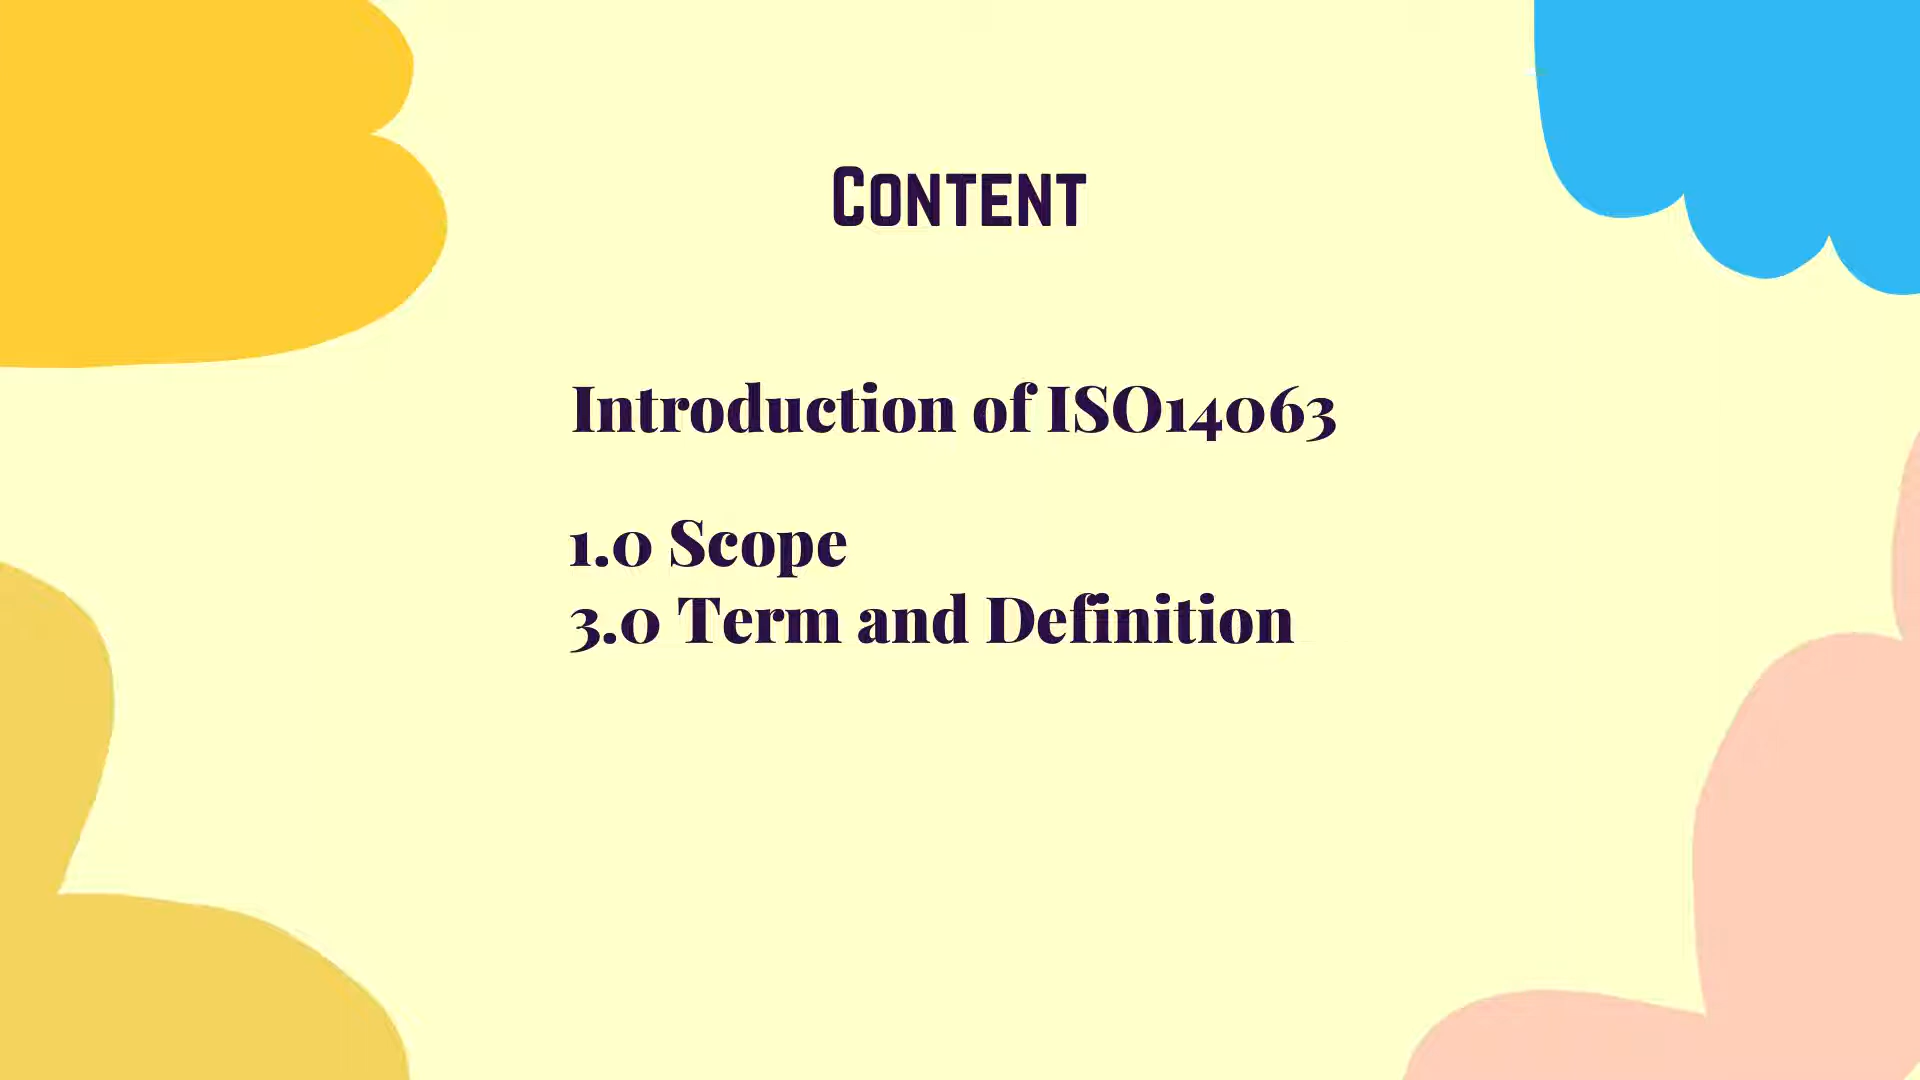 Content
Introduction of ISO14063
1.0 Scope
3.0 Term and Definition